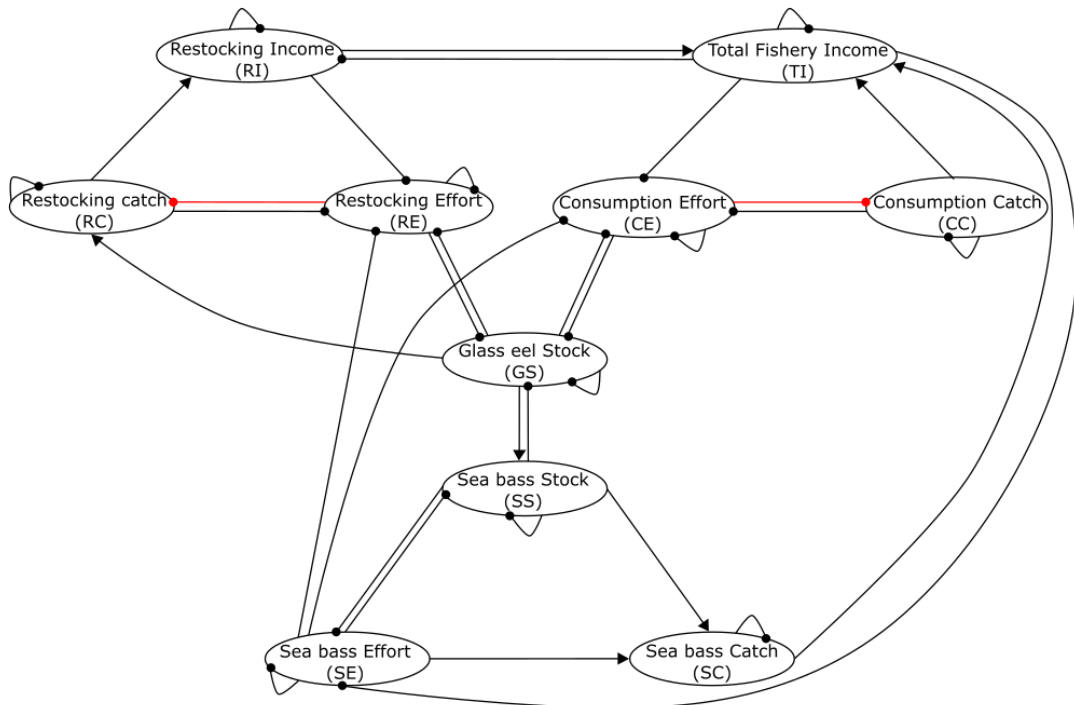 Restocking Income
(RI)
Total Fishery Income
(TI)
Restocking catch
(RC)
Restocking Effort
(RE)
Consumption Effort
(CE)
Consumption Catch
(CC)
Glass eel Stock
(GS)
Sea bass Stock
(SS)
Sea bass Effort
(SE)
Sea bass Catch
(SC)